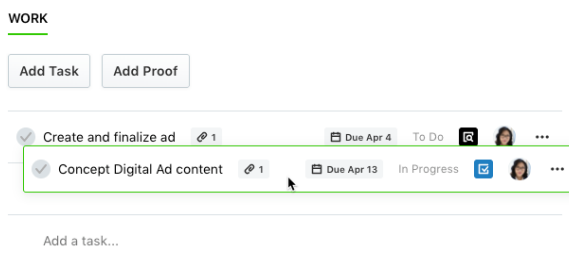 WORK
Add Task Add Proof
Create and finalize ad 1 Due Apr 4 To Do ...
Concept Digital Ad content 1 Due Apr 13 In Progress ...
Add a task...